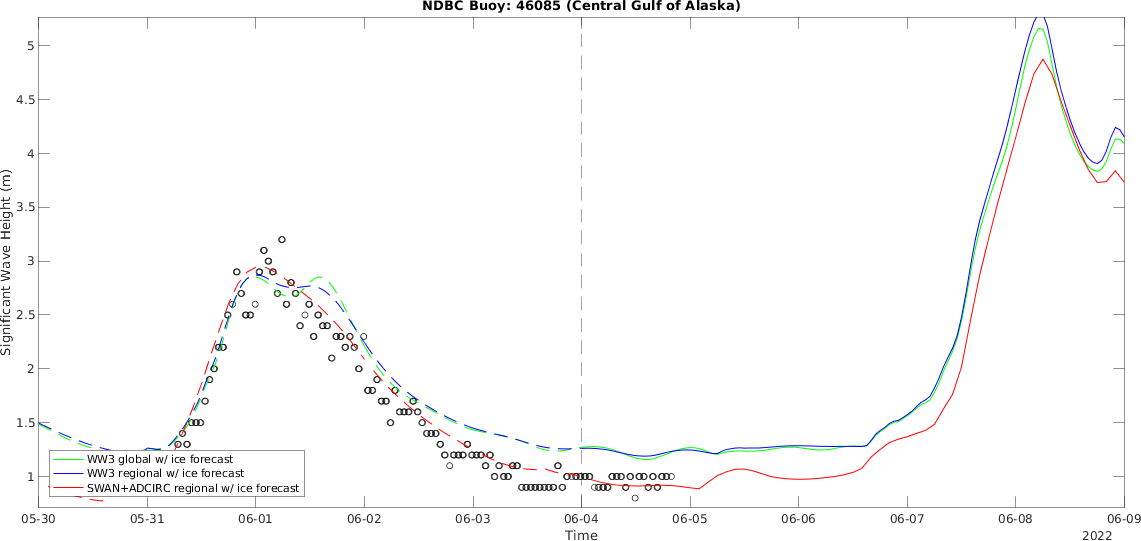 NDBC Buoy: 46085 (Central Gulf of Alaska)
Significant Wave Height (m)
5
4.5
4
3.5
3
2.5
2
1.5
1
WW3 global w/ ice forecast
WW3 regional w/ ice forecast
SWAN+ADCIRC regional w/ ice forecast
05-30 05-31 06-01 06-02 06-03 06-04 06-05 06-06 06-07 06-08 06-09
Time 2022